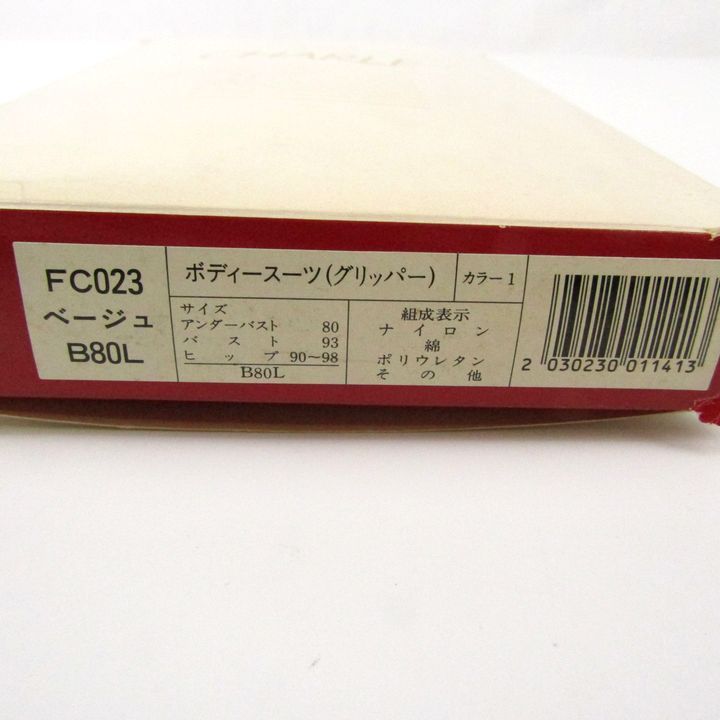 FC023
ベージュ
B80L
ボディースーツ(グリッパー)
カラー1
サイズ
アンダーバスト 80
バスト 93
ヒップ 90〜98
B80L
組成表示
ナイロン
綿
ポリウレタン
その他
2 030230 011413